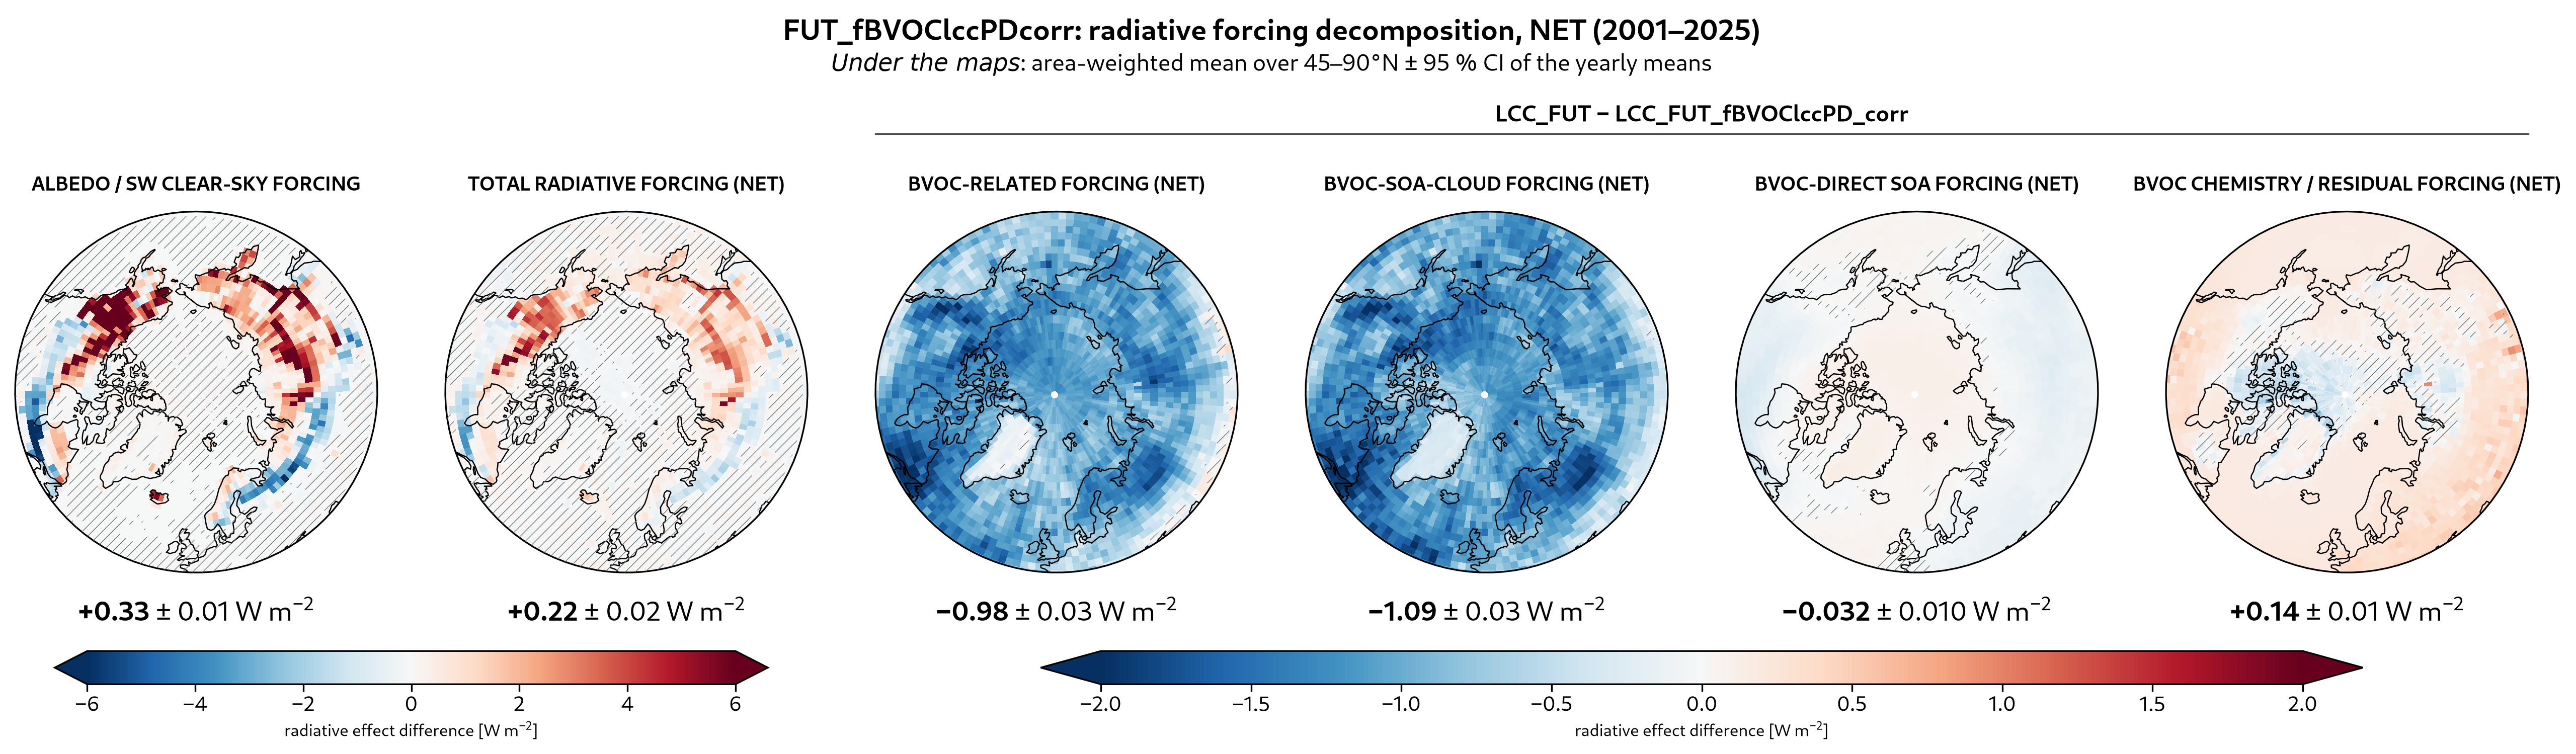 FUT_fBVOClccPDcorr: radiative forcing decomposition, NET (2001–2025)
Under the maps: area-weighted mean over 45–90°N ± 95 % CI of the yearly means
LCC_FUT − LCC_FUT_fBVOClccPD_corr
ALBEDO / SW CLEAR-SKY FORCING
TOTAL RADIATIVE FORCING (NET)
BVOC-RELATED FORCING (NET)
BVOC-SOA-CLOUD FORCING (NET)
BVOC-DIRECT SOA FORCING (NET)
BVOC CHEMISTRY / RESIDUAL FORCING (NET)
+0.33 ± 0.01 W m⁻²
+0.22 ± 0.02 W m⁻²
−0.98 ± 0.03 W m⁻²
−1.09 ± 0.03 W m⁻²
−0.032 ± 0.010 W m⁻²
+0.14 ± 0.01 W m⁻²
−6 −4 −2 0 2 4 6
radiative effect difference [W m⁻²]
−2.0 −1.5 −1.0 −0.5 0.0 0.5 1.0 1.5 2.0
radiative effect difference [W m⁻²]